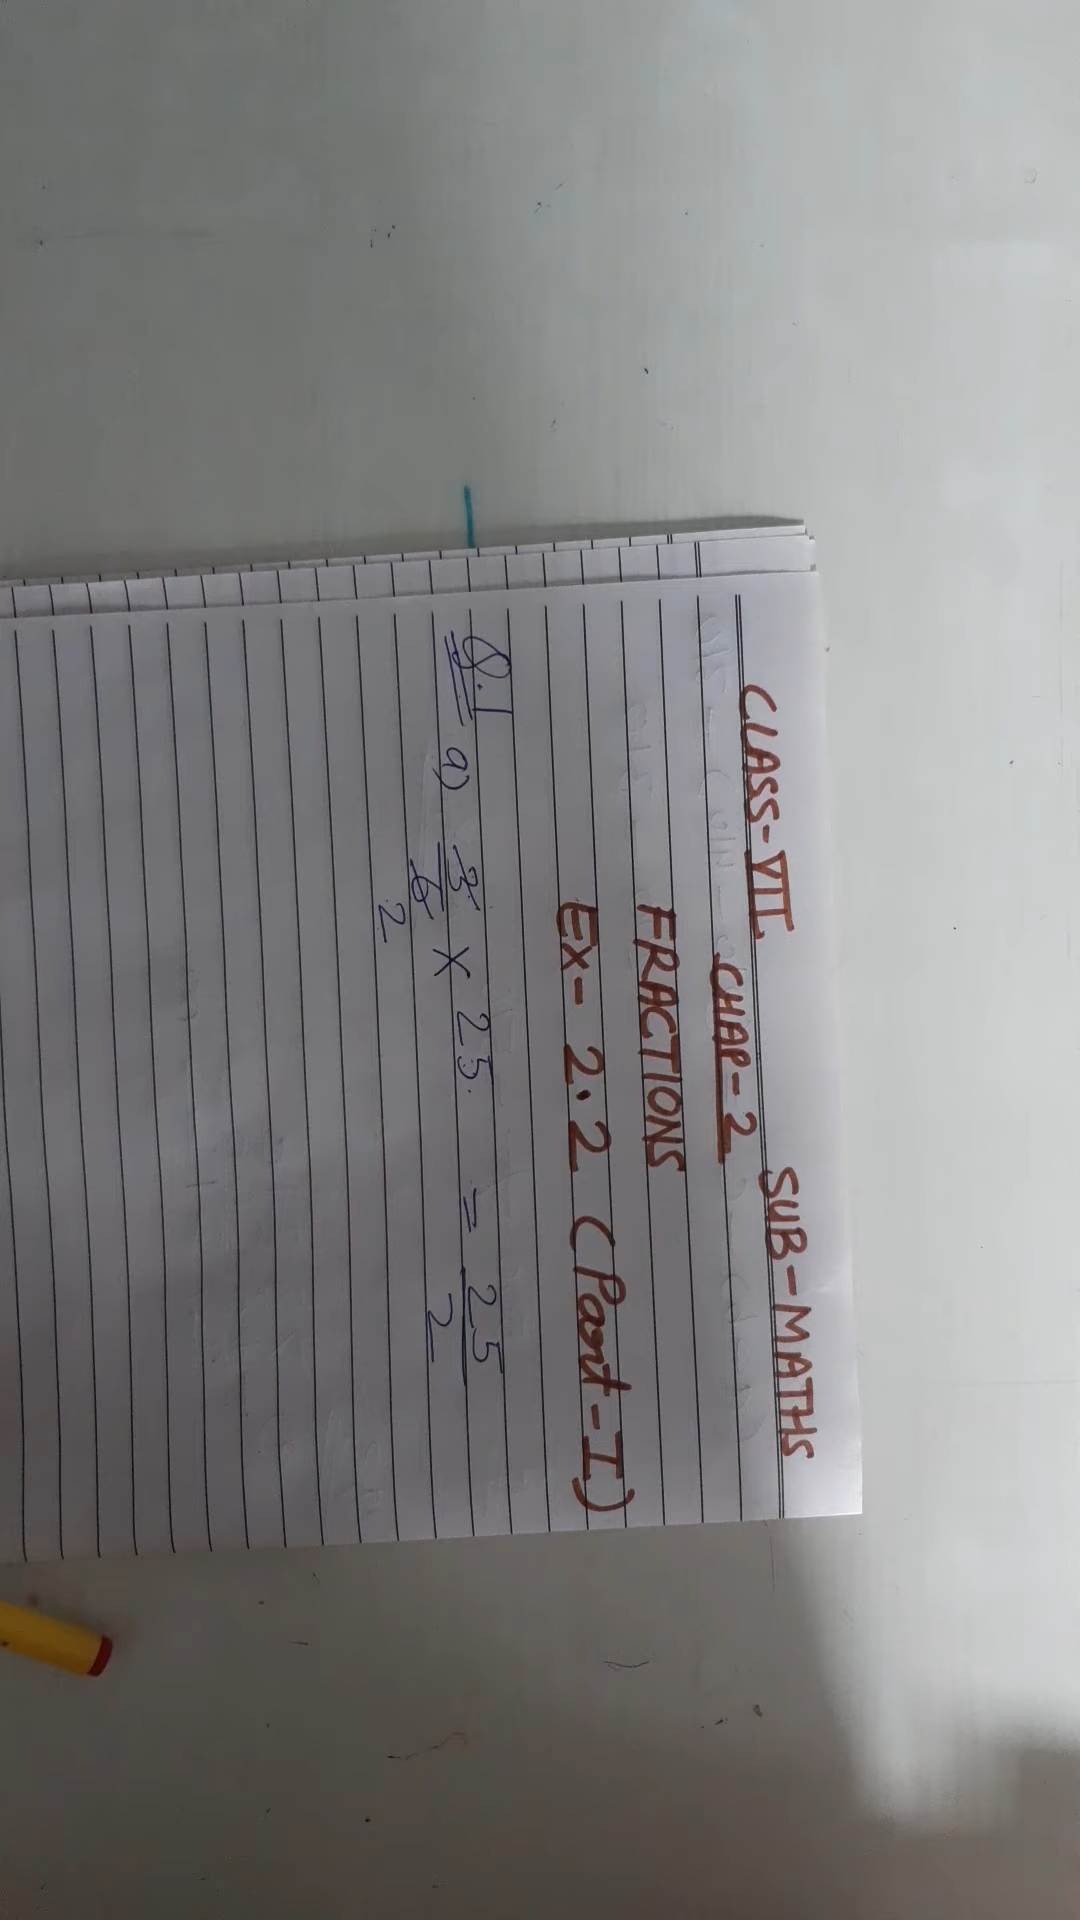 CLASS-VII SUB-MATHS
CHAP-2
FRACTIONS
EX- 2.2 (Part-I)
Q.1 a) 3/6 × 25 = 25/2
2